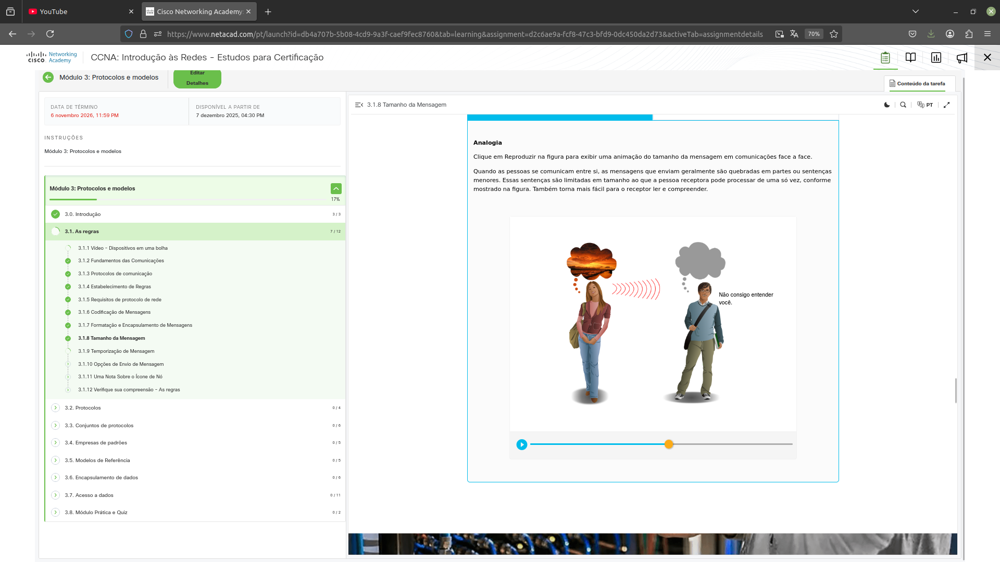 YouTube
Cisco Networking Academy:
https://www.netacad.com/pt/launch?id=db4a707b-5b08-4cd9-9a3f-caef9fec8760&tab=learning&assignment=d2c6ae9a-fcf8-47c3-bfd9-0dc450da2d73&activeTab=assignmentdetails
70%
CISCO
Networking
Academy
CCNA: Introdução às Redes - Estudos para Certificação
Módulo 3: Protocolos e modelos
Editar
Detalhes
Conteúdo da tarefa
DATA DE TÉRMINO
6 novembro 2026, 11:59 PM
DISPONÍVEL A PARTIR DE
7 dezembro 2025, 04:30 PM
INSTRUÇÕES
Módulo 3: Protocolos e modelos
Módulo 3: Protocolos e modelos
17%
3.0. Introdução
3 / 3
3.1. As regras
7 / 12
3.1.1 Vídeo - Dispositivos em uma bolha
3.1.2 Fundamentos das Comunicações
3.1.3 Protocolos de comunicação
3.1.4 Estabelecimento de Regras
3.1.5 Requisitos de protocolo de rede
3.1.6 Codificação de Mensagens
3.1.7 Formatação e Encapsulamento de Mensagens
3.1.8 Tamanho da Mensagem
3.1.9 Temporização de Mensagem
3.1.10 Opções de Envio de Mensagem
3.1.11 Uma Nota Sobre o Ícone de Nó
3.1.12 Verifique sua compreensão - As regras
3.2. Protocolos
0 / 4
3.3. Conjuntos de protocolos
0 / 6
3.4. Empresas de padrões
0 / 5
3.5. Modelos de Referência
0 / 5
3.6. Encapsulamento de dados
0 / 6
3.7. Acesso a dados
0 / 11
3.8. Módulo Prática e Quiz
0 / 2
3.1.8 Tamanho da Mensagem
PT
Analogia
Clique em Reproduzir na figura para exibir uma animação do tamanho da mensagem em comunicações face a face.
Quando as pessoas se comunicam entre si, as mensagens que enviam geralmente são quebradas em partes ou sentenças
menores. Essas sentenças são limitadas em tamanho ao que a pessoa receptora pode processar de uma só vez, conforme
mostrado na figura. Também torna mais fácil para o receptor ler e compreender.
Não consigo entender
você.